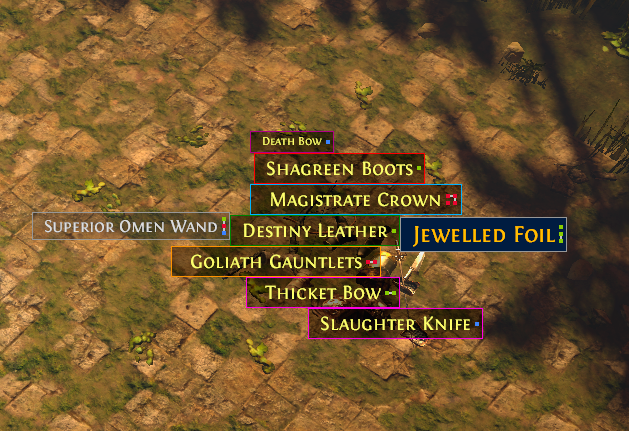 Death Bow
Shagreen Boots
Magistrate Crown
Superior Omen Wand
Destiny Leather
Jewelled Foil
Goliath Gauntlets
Thicket Bow
Slaughter Knife